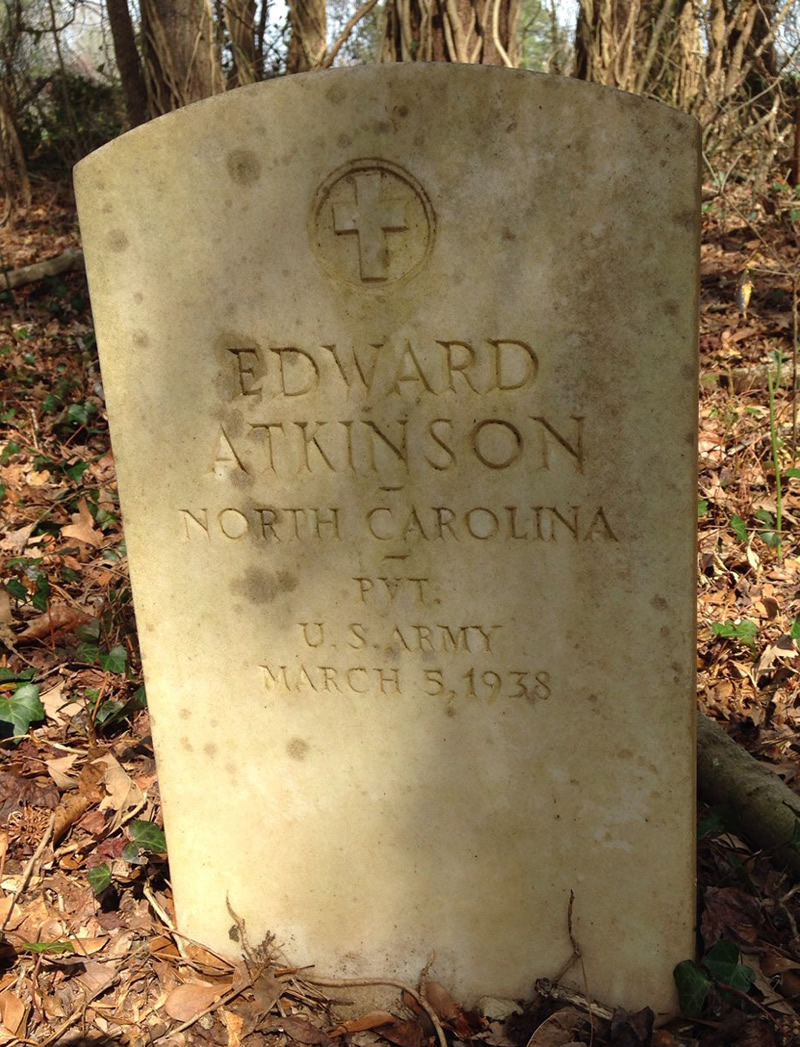 EDWARD
ATKINSON
NORTH CAROLINA
PVT.
U.S. ARMY
MARCH 5, 1938